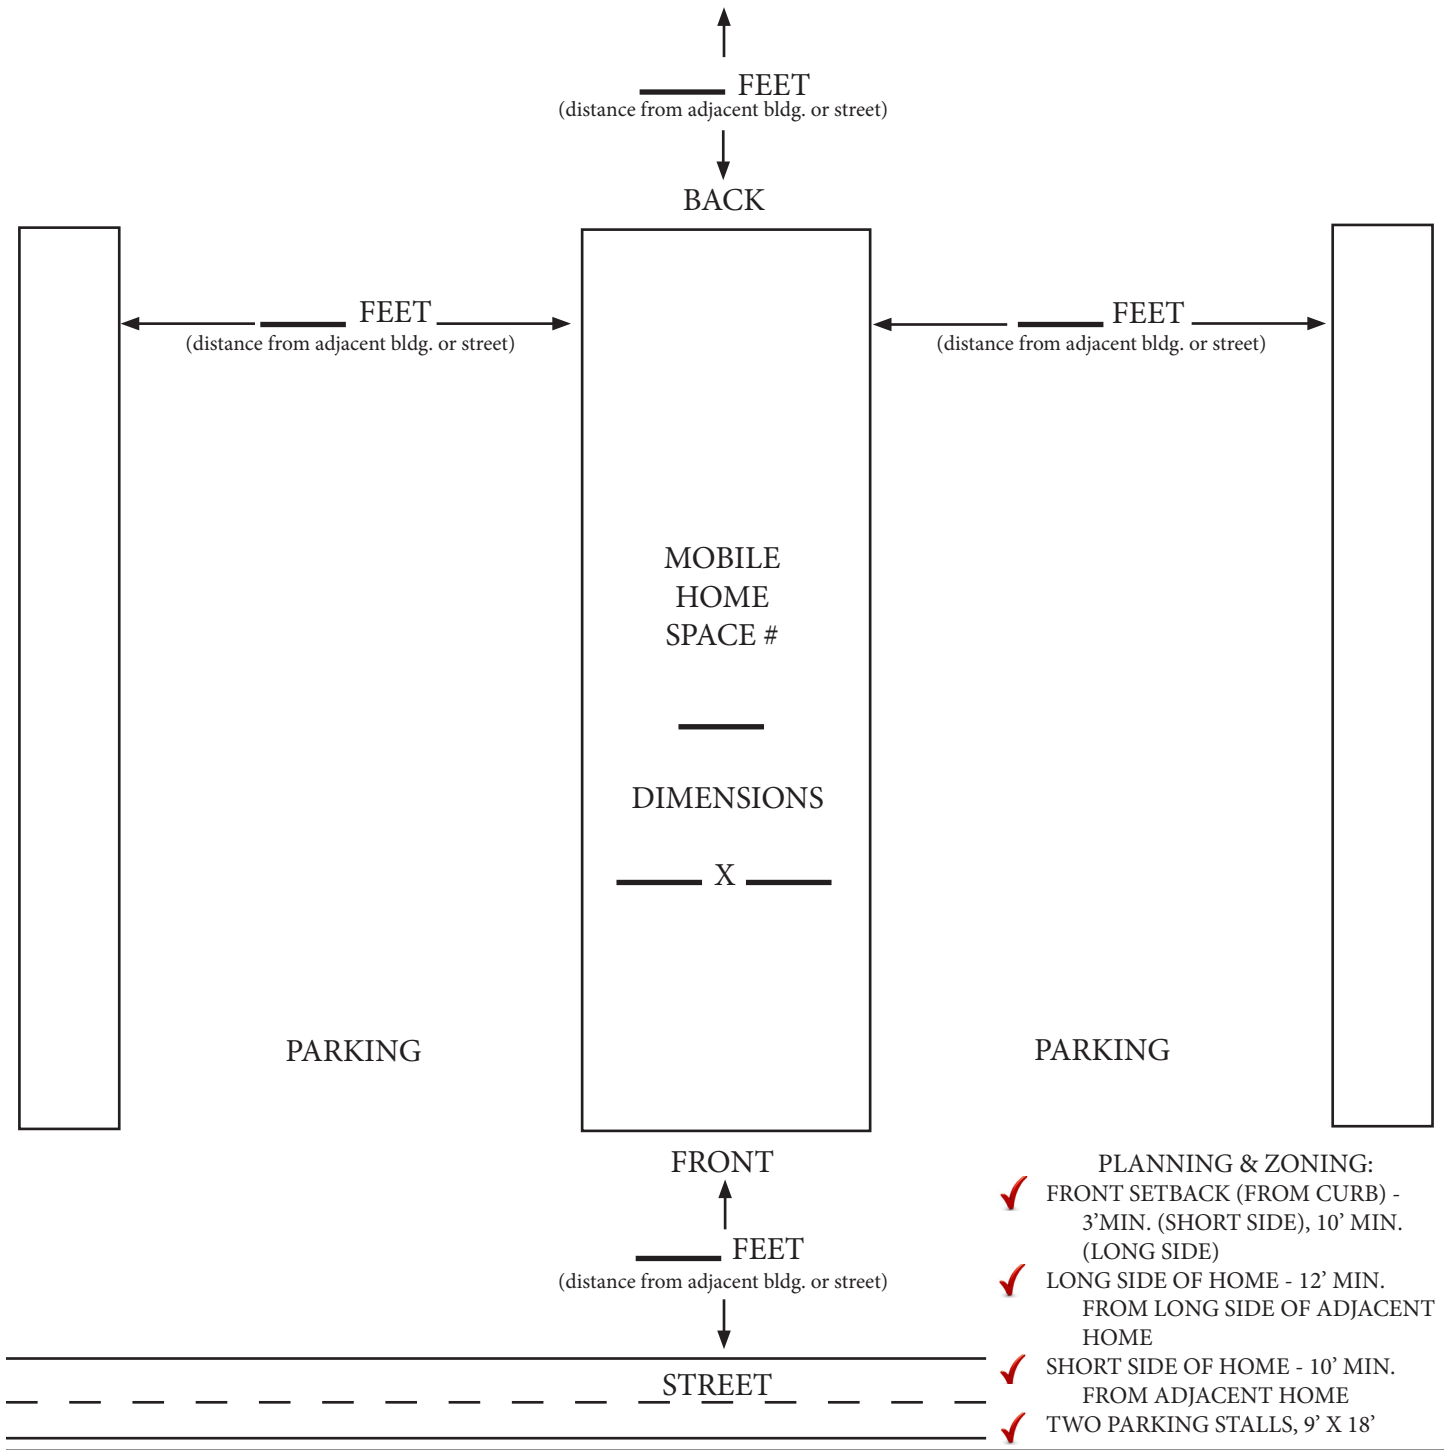 FEET
(distance from adjacent bldg. or street)
BACK
FEET
(distance from adjacent bldg. or street)
FEET
(distance from adjacent bldg. or street)
MOBILE
HOME
SPACE #
DIMENSIONS
X
PARKING
PARKING
FRONT
FEET
(distance from adjacent bldg. or street)
STREET
PLANNING & ZONING:
FRONT SETBACK (FROM CURB) -
3’MIN. (SHORT SIDE), 10’ MIN.
(LONG SIDE)
LONG SIDE OF HOME - 12’ MIN.
FROM LONG SIDE OF ADJACENT
HOME
SHORT SIDE OF HOME - 10’ MIN.
FROM ADJACENT HOME
TWO PARKING STALLS, 9’ X 18’